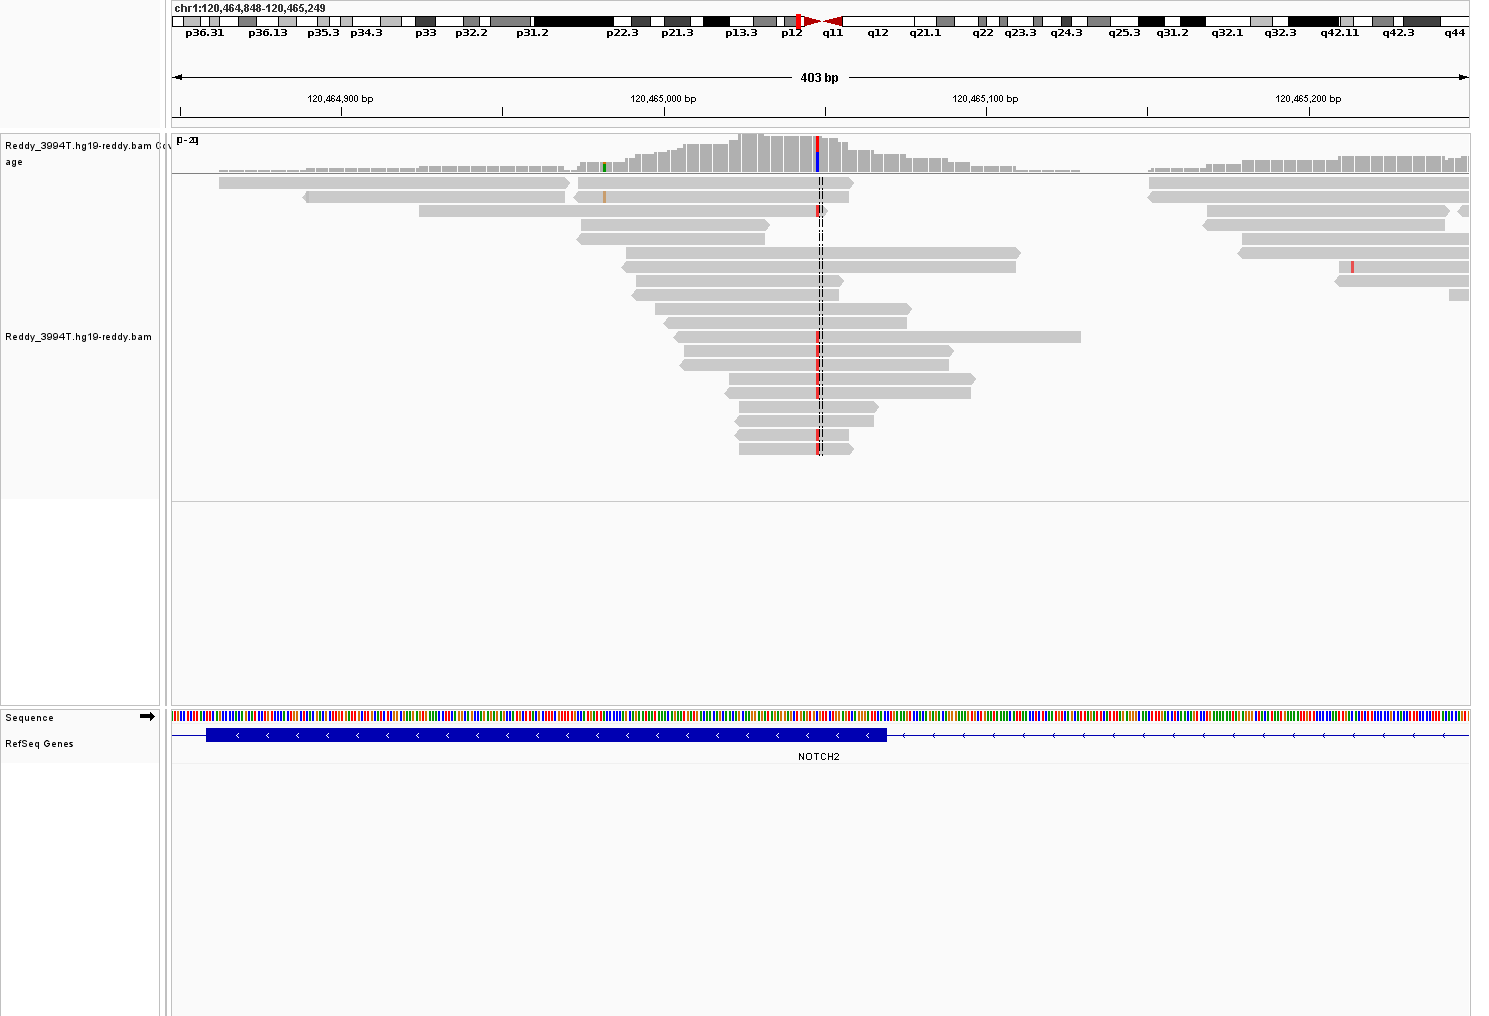 chr1:120,464,848-120,465,249
p36.31 p36.13 p35.3 p34.3 p33 p32.2 p31.2 p22.3 p21.3 p13.3 p12 q11 q12 q21.1 q22 q23.3 q24.3 q25.3 q31.2 q32.1 q32.3 q42.11 q42.3 q44
403 bp
120,464,900 bp 120,465,000 bp 120,465,100 bp 120,465,200 bp
[0 - 20]
Reddy_3994T.hg19-reddy.bam Cov
age
Reddy_3994T.hg19-reddy.bam
Sequence
RefSeq Genes
NOTCH2